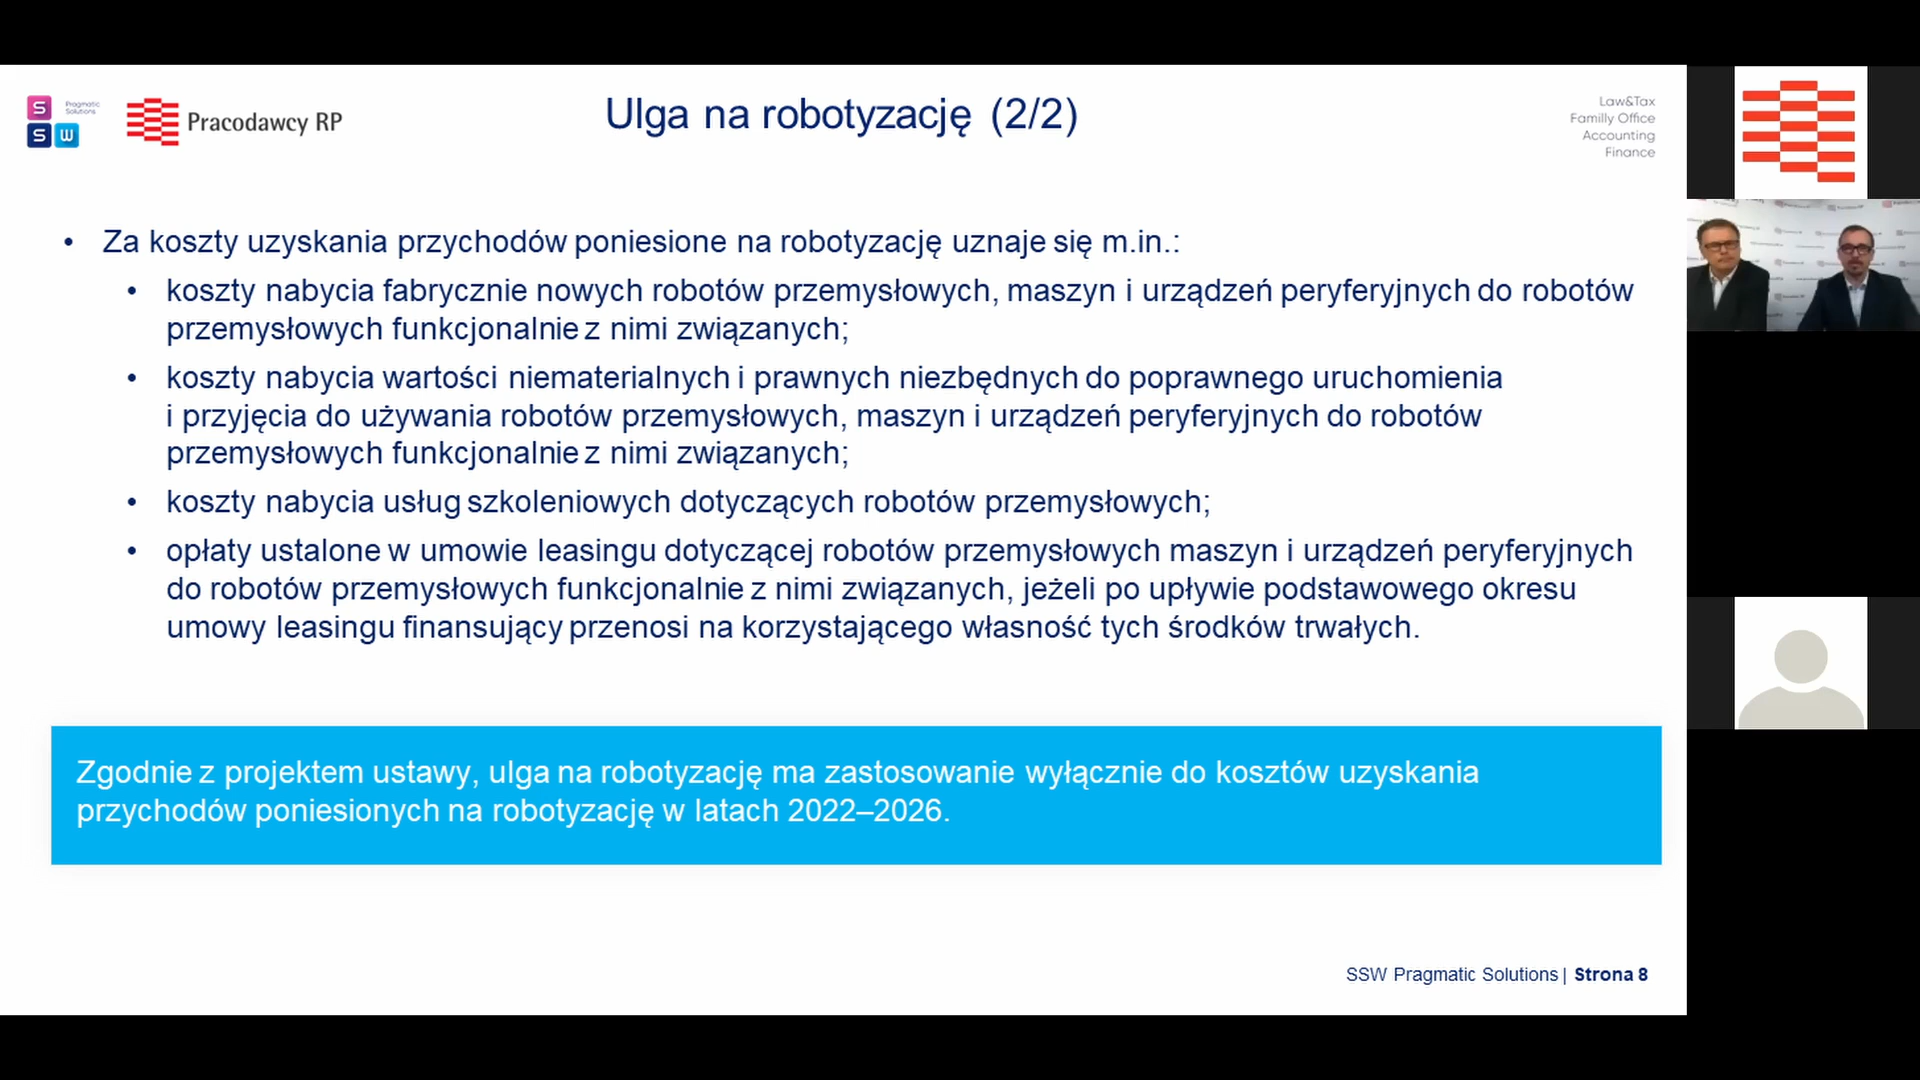 S
S W
Pragmatic
Solutions
Pracodawcy RP
Ulga na robotyzację (2/2)
Law&Tax
Familly Office
Accounting
Finance
• Za koszty uzyskania przychodów poniesione na robotyzację uznaje się m.in.:
• koszty nabycia fabrycznie nowych robotów przemysłowych, maszyn i urządzeń peryferyjnych do robotów
przemysłowych funkcjonalnie z nimi związanych;
• koszty nabycia wartości niematerialnych i prawnych niezbędnych do poprawnego uruchomienia
i przyjęcia do używania robotów przemysłowych, maszyn i urządzeń peryferyjnych do robotów
przemysłowych funkcjonalnie z nimi związanych;
• koszty nabycia usług szkoleniowych dotyczących robotów przemysłowych;
• opłaty ustalone w umowie leasingu dotyczącej robotów przemysłowych maszyn i urządzeń peryferyjnych
do robotów przemysłowych funkcjonalnie z nimi związanych, jeżeli po upływie podstawowego okresu
umowy leasingu finansujący przenosi na korzystającego własność tych środków trwałych.
Zgodnie z projektem ustawy, ulga na robotyzację ma zastosowanie wyłącznie do kosztów uzyskania
przychodów poniesionych na robotyzację w latach 2022–2026.
SSW Pragmatic Solutions | Strona 8